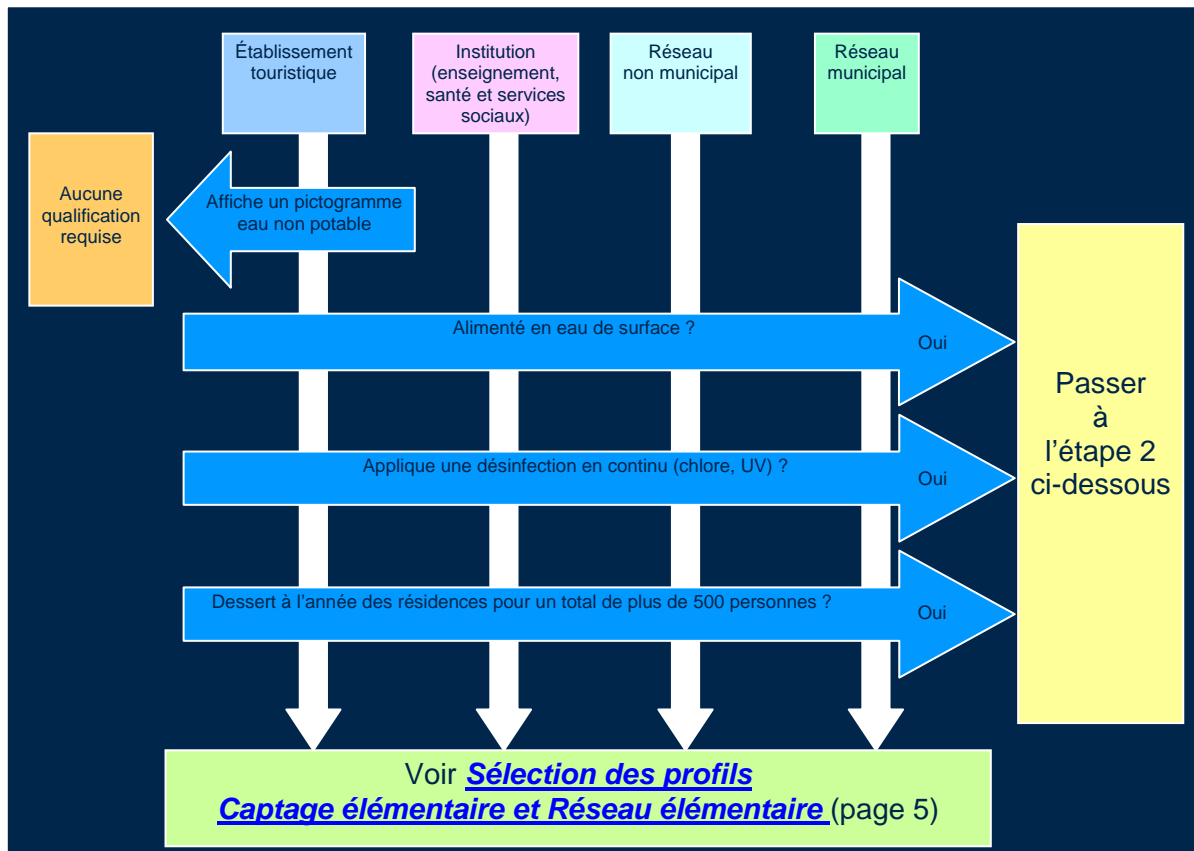 Établissement
touristique
Institution
(enseignement,
santé et services
sociaux)
Réseau
non municipal
Réseau
municipal
Aucune
qualification
requise
Affiche un pictogramme
eau non potable
Alimenté en eau de surface ?
Oui
Applique une désinfection en continu (chlore, UV) ?
Oui
Dessert à l'année des résidences pour un total de plus de 500 personnes ?
Oui
Passer
à
l'étape 2
ci-dessous
Voir Sélection des profils
Captage élémentaire et Réseau élémentaire (page 5)